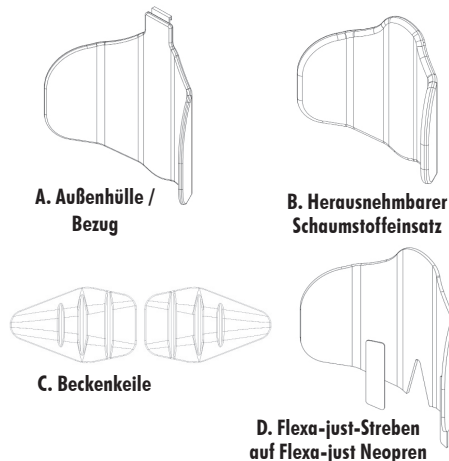 A. Außenhülle /
Bezug
B. Herausnehmbarer
Schaumstoffeinsatz
C. Beckenkeile
D. Flexa-just-Streben
auf Flexa-just Neopren